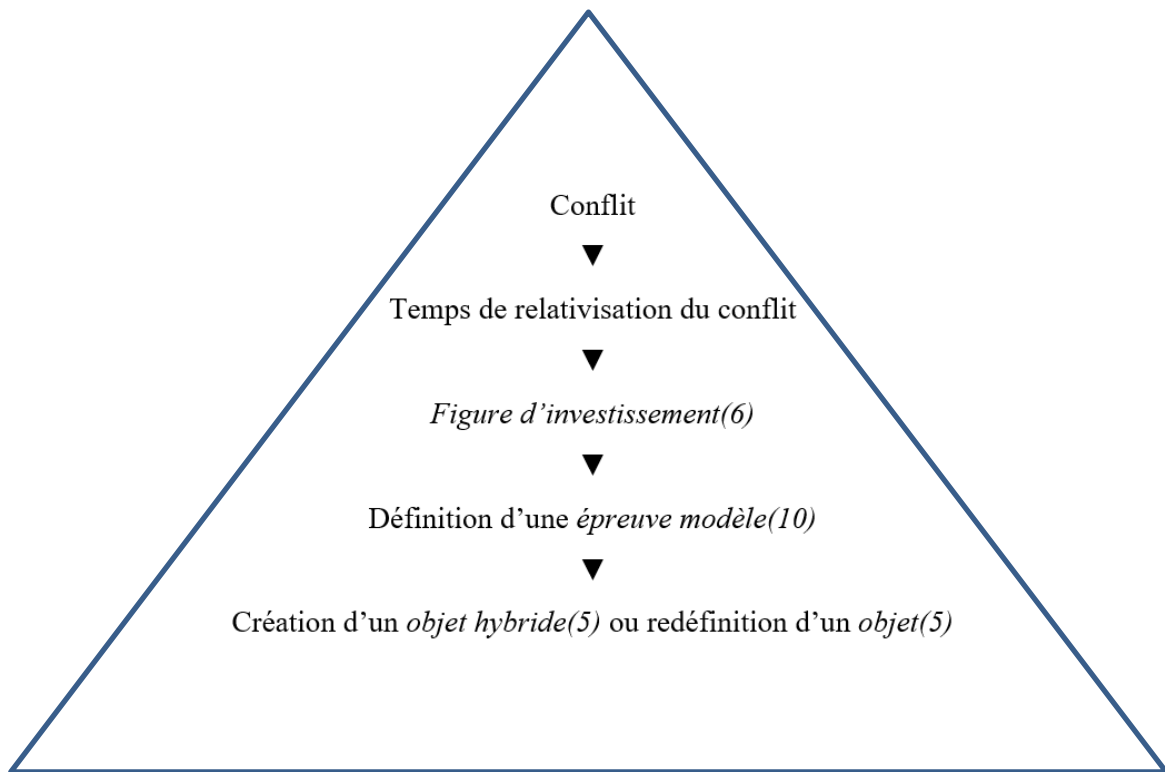 Conflit
▼
Temps de relativisation du conflit
▼
Figure d’investissement(6)
▼
Définition d’une épreuve modèle(10)
▼
Création d’un objet hybride(5) ou redéfinition d’un objet(5)